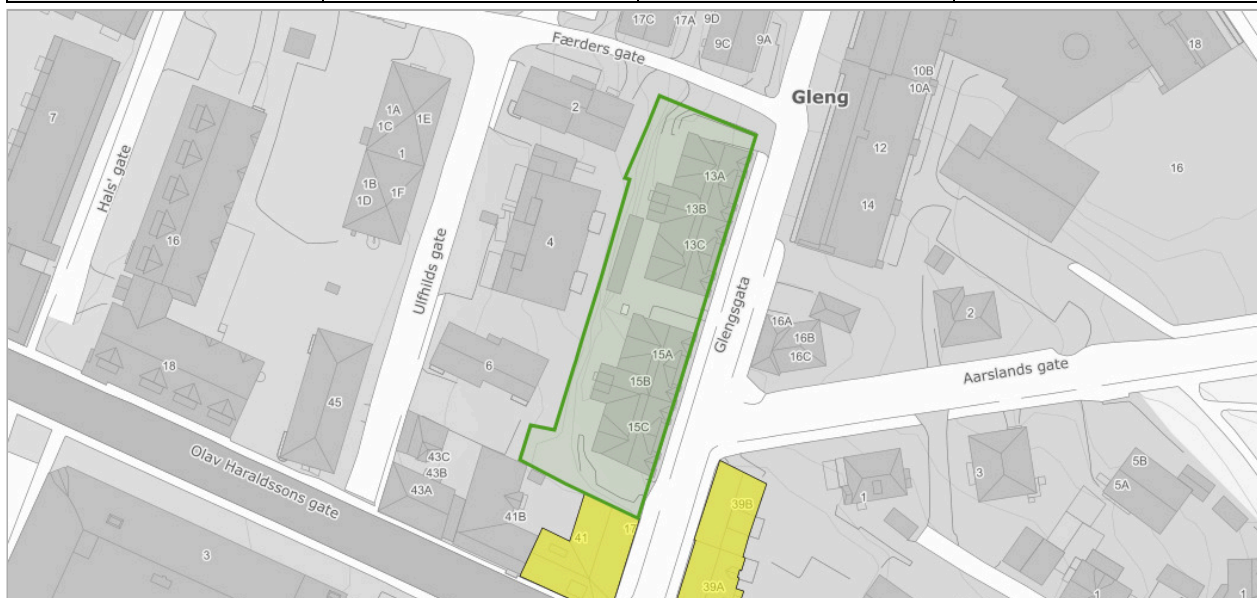 17C
17A
9D
9C
9A
Færders gate
Gleng
18
10B
10A
7
1A
1C
1E
1
1B
1F
1D
2
13A
12
16
Hals' gate
13B
14
16
4
13C
Ulfhilds gate
Glengsgata
16A
16B
16C
2
15A
18
6
15B
Aarslands gate
45
15C
43C
43B
43A
Olav Haraldssons gate
41B
41
17
39B
39A
1
3
5B
5A
3
1
1